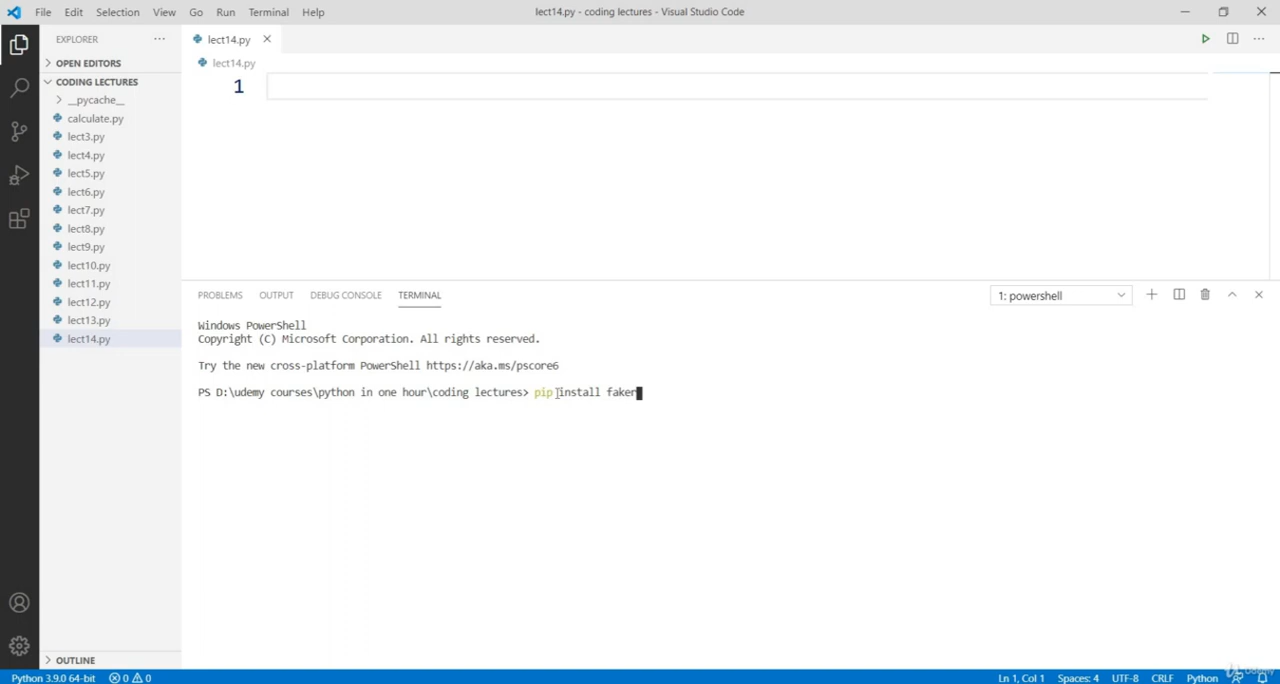 File Edit Selection View Go Run Terminal Help
lect14.py - coding lectures - Visual Studio Code
EXPLORER
OPEN EDITORS
CODING LECTURES
__pycache__
calculate.py
lect3.py
lect4.py
lect5.py
lect6.py
lect7.py
lect8.py
lect9.py
lect10.py
lect11.py
lect12.py
lect13.py
lect14.py
OUTLINE
lect14.py
lect14.py
1
PROBLEMS OUTPUT DEBUG CONSOLE TERMINAL
1: powershell
Windows PowerShell
Copyright (C) Microsoft Corporation. All rights reserved.
Try the new cross-platform PowerShell https://aka.ms/pscore6
PS D:\udemy courses\python in one hour\coding lectures> pip install faker
Python 3.9.0 64-bit 0 0
Ln 1, Col 1 Spaces: 4 UTF-8 CRLF Python
Udemy